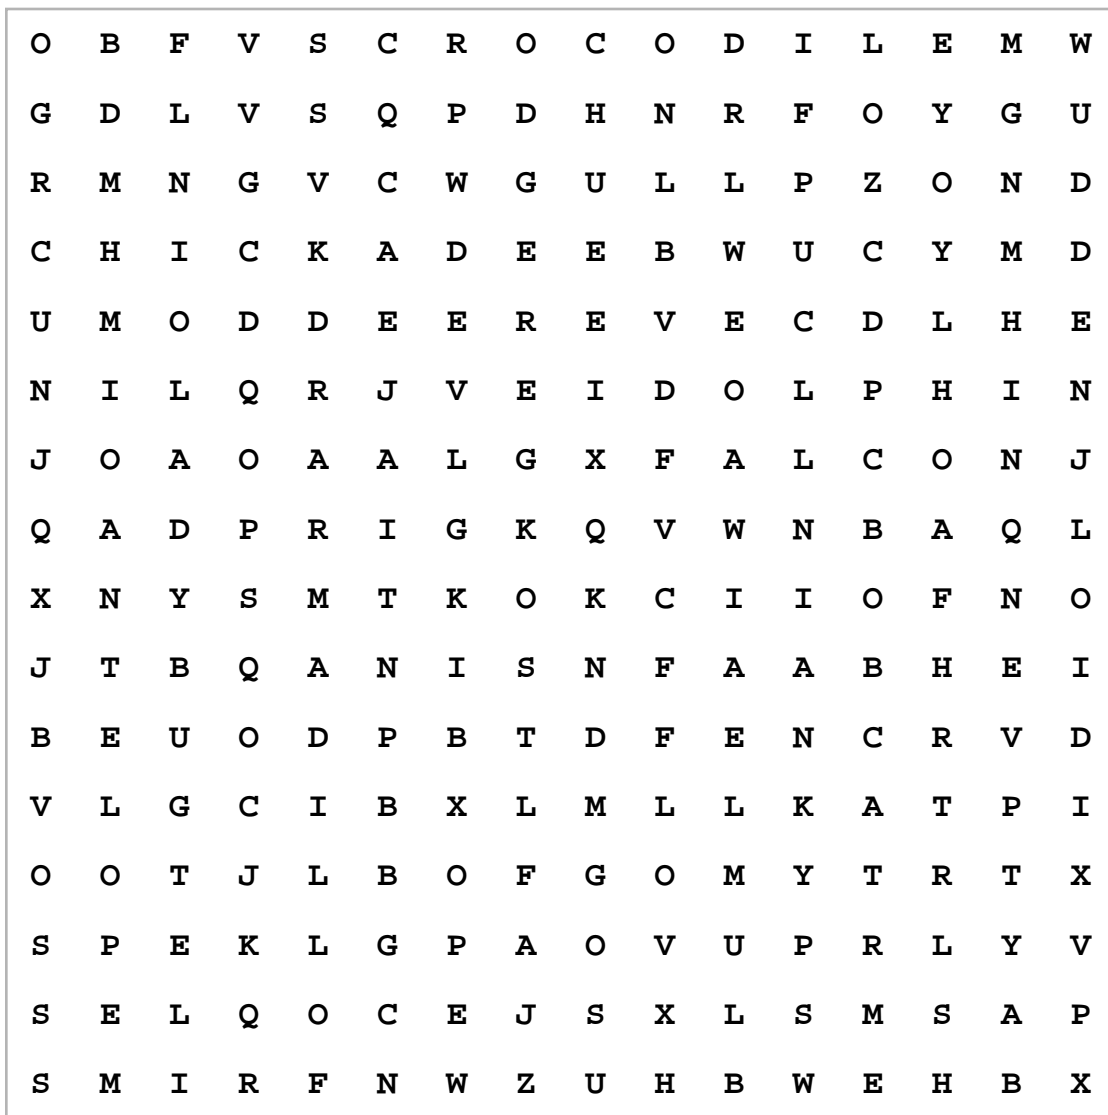 O B F V S C R O C O D I L E M W
G D L V S Q P D H N R F O Y G U
R M N G V C W G U L L P Z O N D
C H I C K A D E E B W U C Y M D
U M O D D E E R E V E C D L H E
N I L Q R J V E I D O L P H I N
J O A O A A L G X F A L C O N J
Q A D P R I G K Q V W N B A Q L
X N Y S M T K O K C I I O F N O
J T B Q A N I S N F A A B H E I
B E U O D P B T D F E N C R V D
V L G C I B X L M L L K A T P I
O O T J L B O F G O M Y T R T X
S P E K L G P A O V U P R L Y V
S E L Q O C E J S X L S M S A P
S M I R F N W Z U H B W E H B X